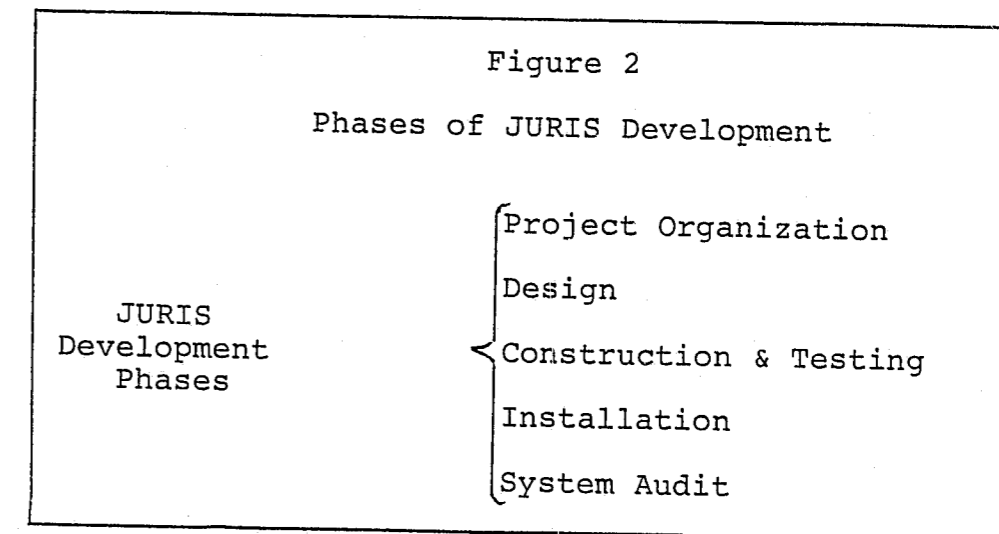 Figure 2
Phases of JURIS Development
JURIS
Development
Phases
Project Organization
Design
Construction & Testing
Installation
System Audit